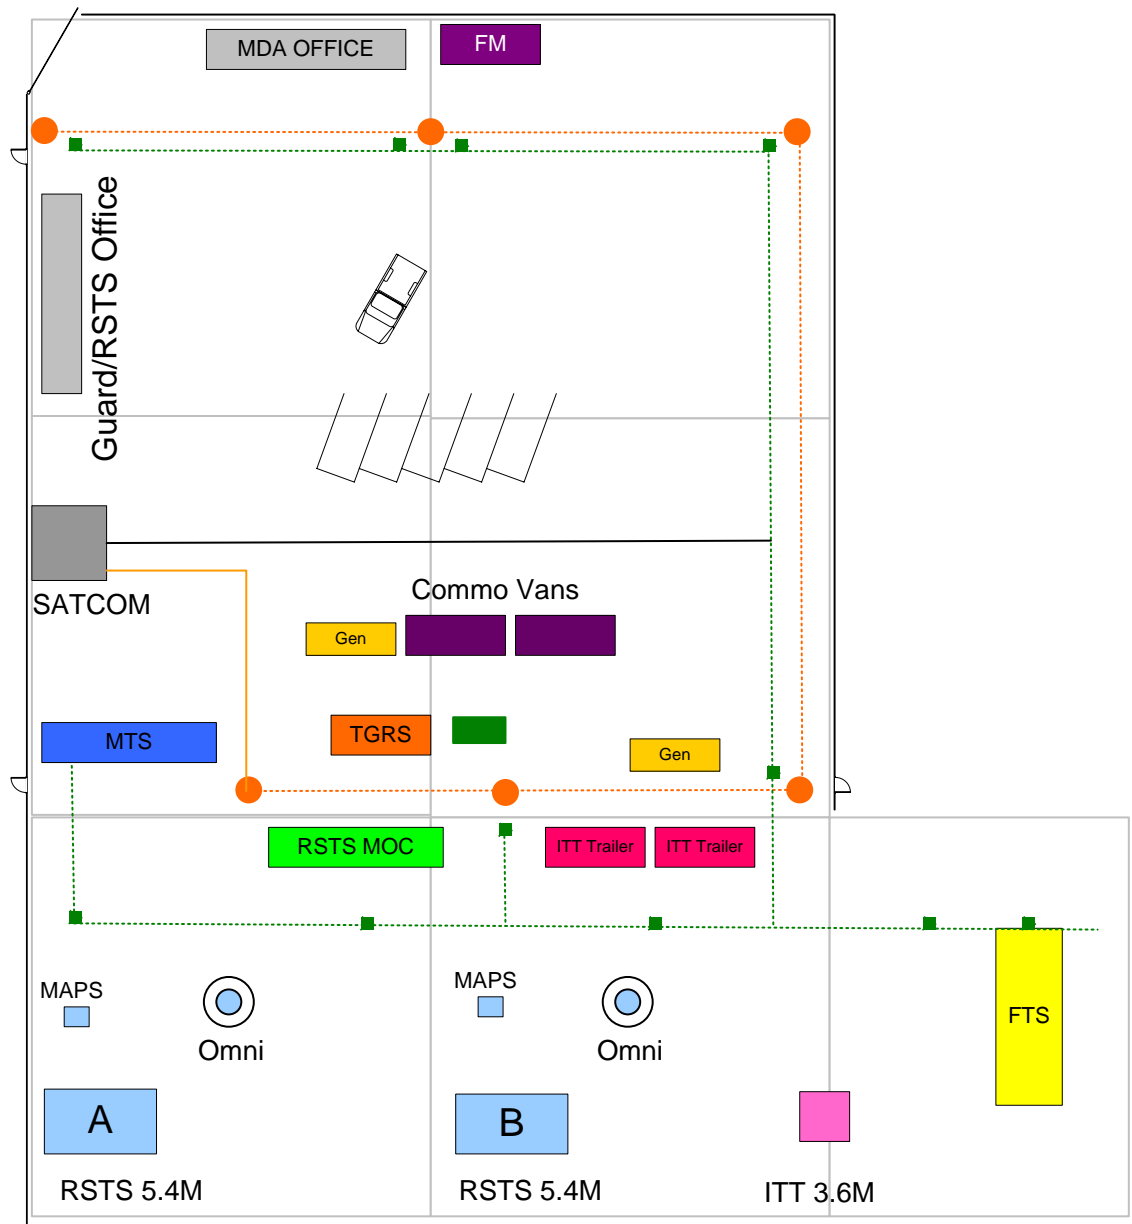 MDA OFFICE
FM
Guard/RSTS Office
SATCOM
Commo Vans
Gen
MTS
TGRS
Gen
RSTS MOC
ITT Trailer
ITT Trailer
MAPS
Omni
MAPS
Omni
FTS
A
B
RSTS 5.4M
RSTS 5.4M
ITT 3.6M